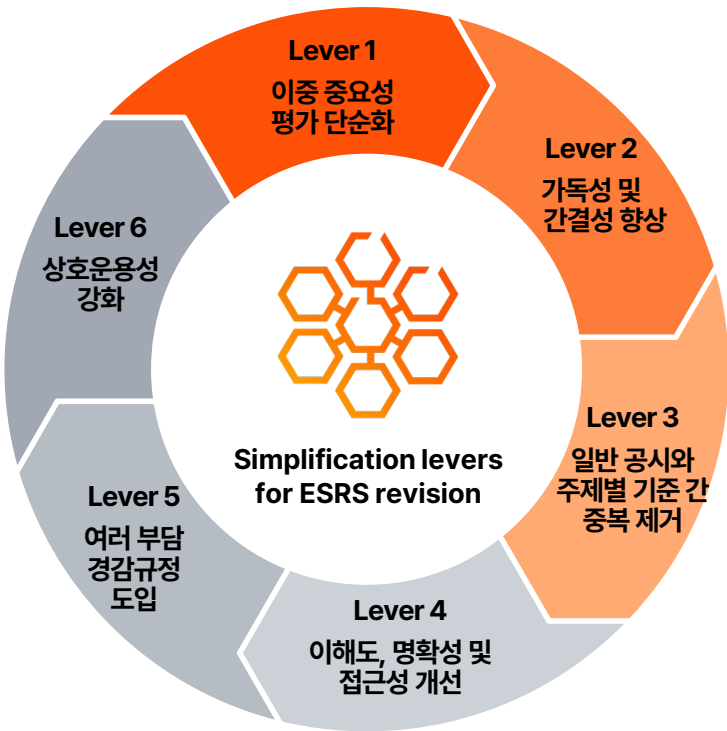 Lever 1
이중 중요성
평가 단순화
Lever 2
가독성 및
간결성 향상
Lever 3
일반 공시와
주제별 기준 간
중복 제거
Lever 4
이해도, 명확성 및
접근성 개선
Lever 5
여러 부담
경감규정
도입
Lever 6
상호운용성
강화
Simplification levers
for ESRS revision